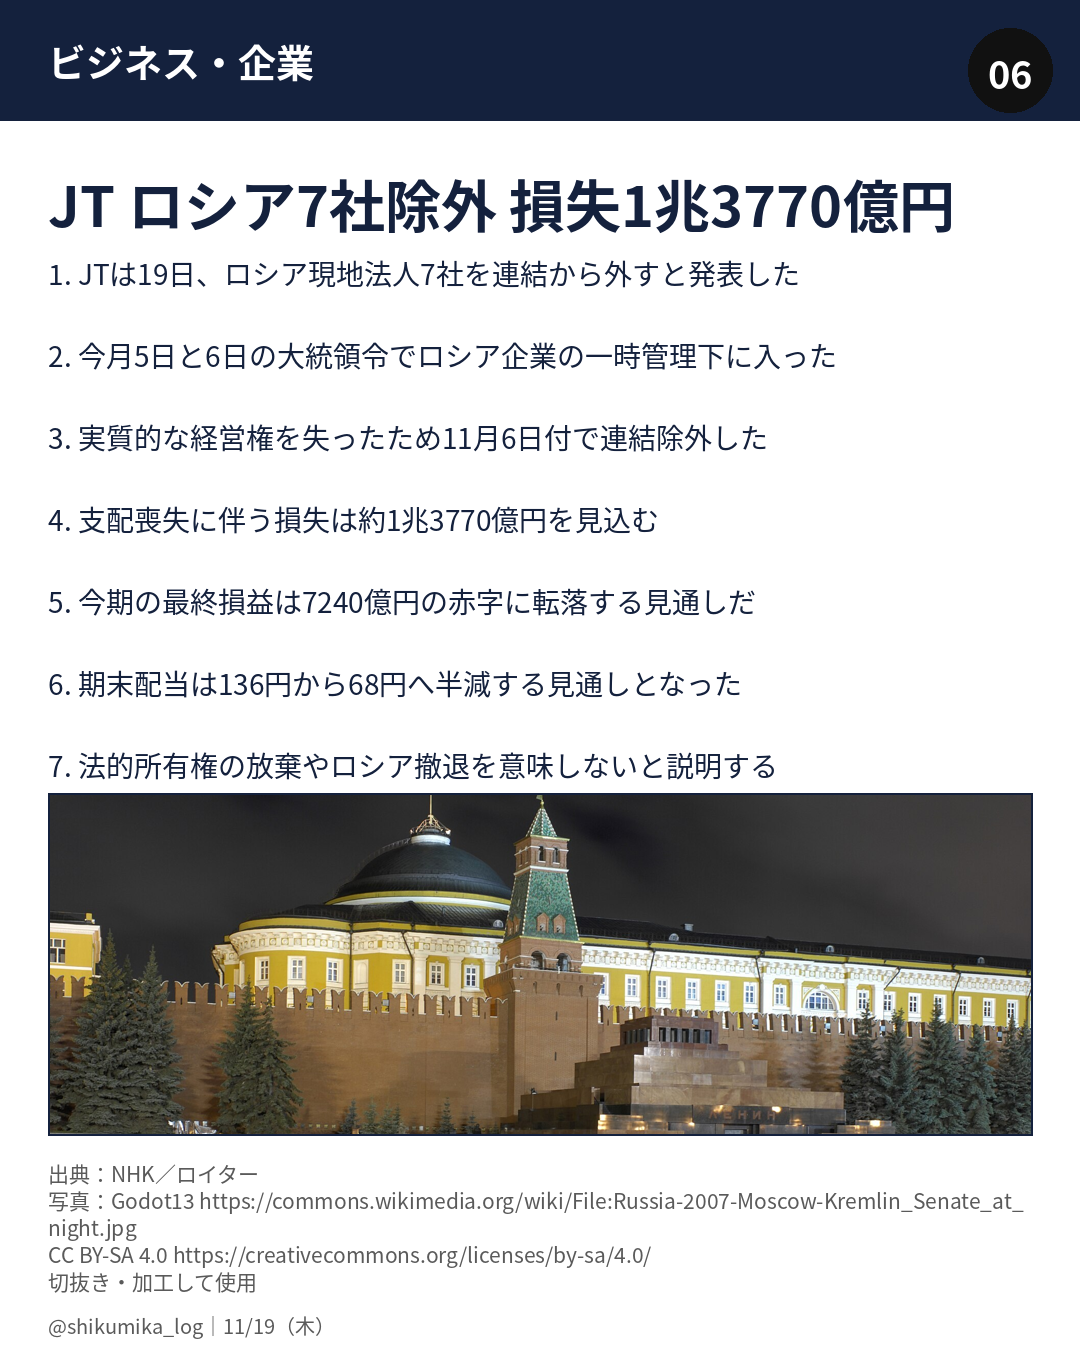 ビジネス・企業
06
JT ロシア7社除外 損失1兆3770億円
1. JTは19日、ロシア現地法人7社を連結から外すと発表した
2. 今月5日と6日の大統領令でロシア企業の一時管理下に入った
3. 実質的な経営権を失ったため11月6日付で連結除外した
4. 支配喪失に伴う損失は約1兆3770億円を見込む
5. 今期の最終損益は7240億円の赤字に転落する見通しだ
6. 期末配当は136円から68円へ半減する見通しとなった
7. 法的所有権の放棄やロシア撤退を意味しないと説明する
ЛЕНИН
出典：NHK／ロイター
写真：Godot13 https://commons.wikimedia.org/wiki/File:Russia-2007-Moscow-Kremlin_Senate_at_
night.jpg
CC BY-SA 4.0 https://creativecommons.org/licenses/by-sa/4.0/
切抜き・加工して使用
@shikumika_log｜11/19（木）